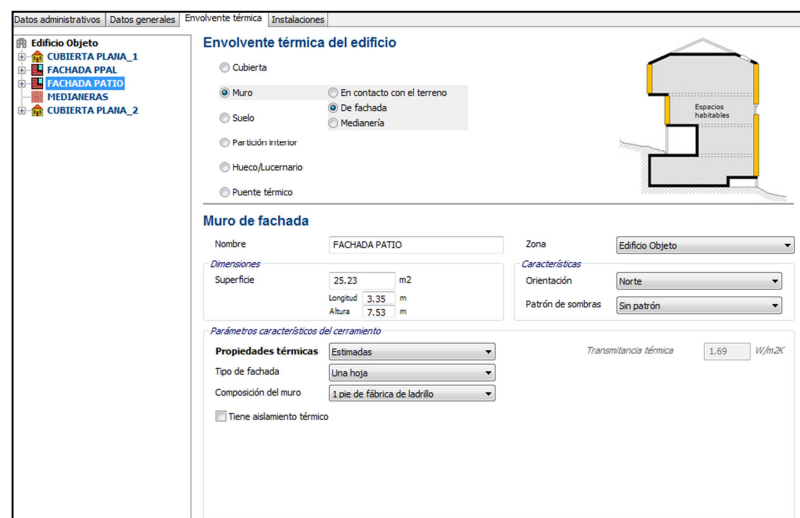 Datos administrativos Datos generales Envolvente térmica Instalaciones
Edificio Objeto
CUBIERTA PLANA_1
FACHADA PPAL
FACHADA PATIO
MEDIANERAS
CUBIERTA PLANA_2
Envolvente térmica del edificio
Cubierta
Muro En contacto con el terreno
De fachada
Suelo Medianería
Partición interior
Hueco/Lucernario
Puente térmico
Espacios
habitables
Muro de fachada
Nombre FACHADA PATIO Zona Edificio Objeto
Dimensiones Características
Superficie 25.23 m2 Orientación Norte
Longitud 3.35 m
Altura 7.53 m Patrón de sombras Sin patrón
Parámetros característicos del cerramiento
Propiedades térmicas Estimadas Transmitancia térmica 1.69 W/m2K
Tipo de fachada Una hoja
Composición del muro 1 pie de fábrica de ladrillo
Tiene aislamiento térmico